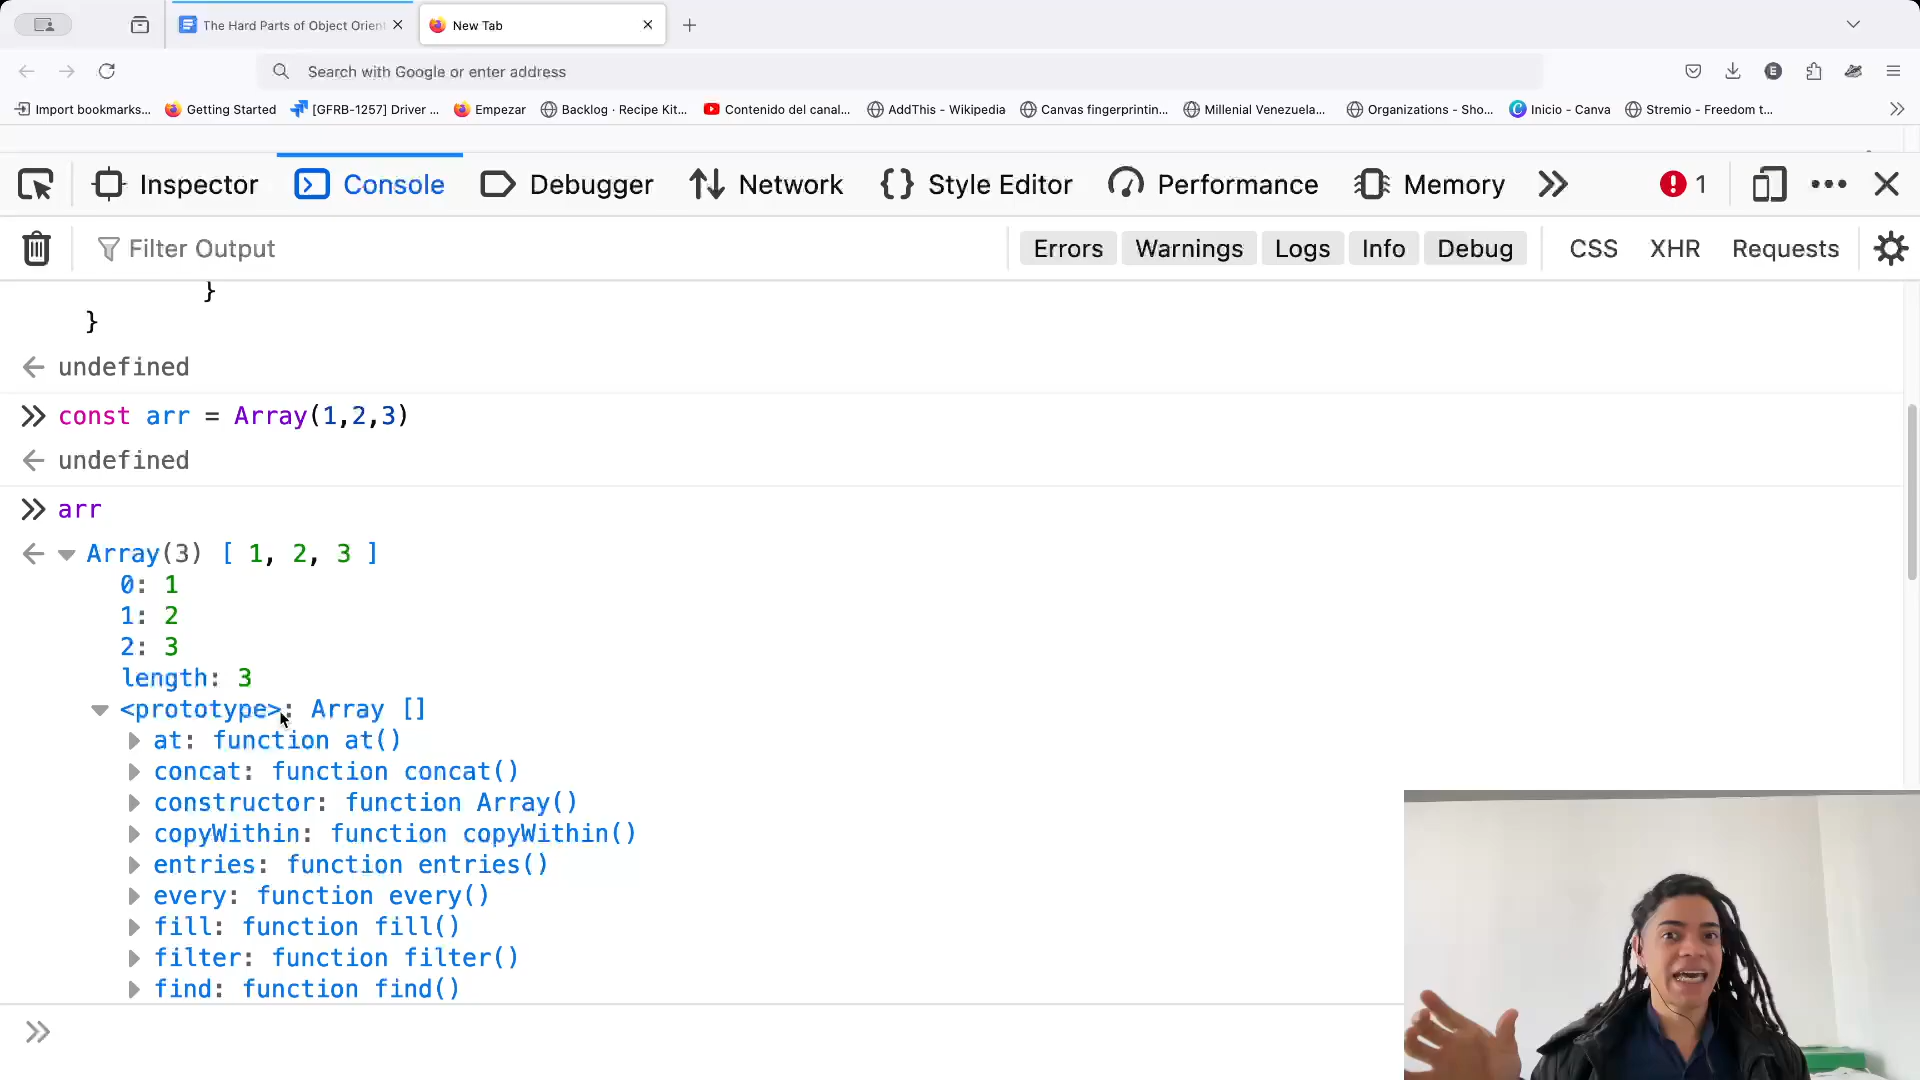 The Hard Parts of Object Orient
New Tab
Search with Google or enter address
E
Import bookmarks...
Getting Started
[GFRB-1257] Driver ...
Empezar
Backlog - Recipe Kit...
Contenido del canal...
AddThis - Wikipedia
Canvas fingerprintin...
Millenial Venezuela...
Organizations - Sho...
Inicio - Canva
Stremio - Freedom t...
Inspector
Console
Debugger
Network
Style Editor
Performance
Memory
1
Filter Output
Errors
Warnings
Logs
Info
Debug
CSS
XHR
Requests
}
}
undefined
const arr = Array(1,2,3)
undefined
arr
Array(3) [ 1, 2, 3 ]
0: 1
1: 2
2: 3
length: 3
<prototype>: Array []
at: function at()
concat: function concat()
constructor: function Array()
copyWithin: function copyWithin()
entries: function entries()
every: function every()
fill: function fill()
filter: function filter()
find: function find()